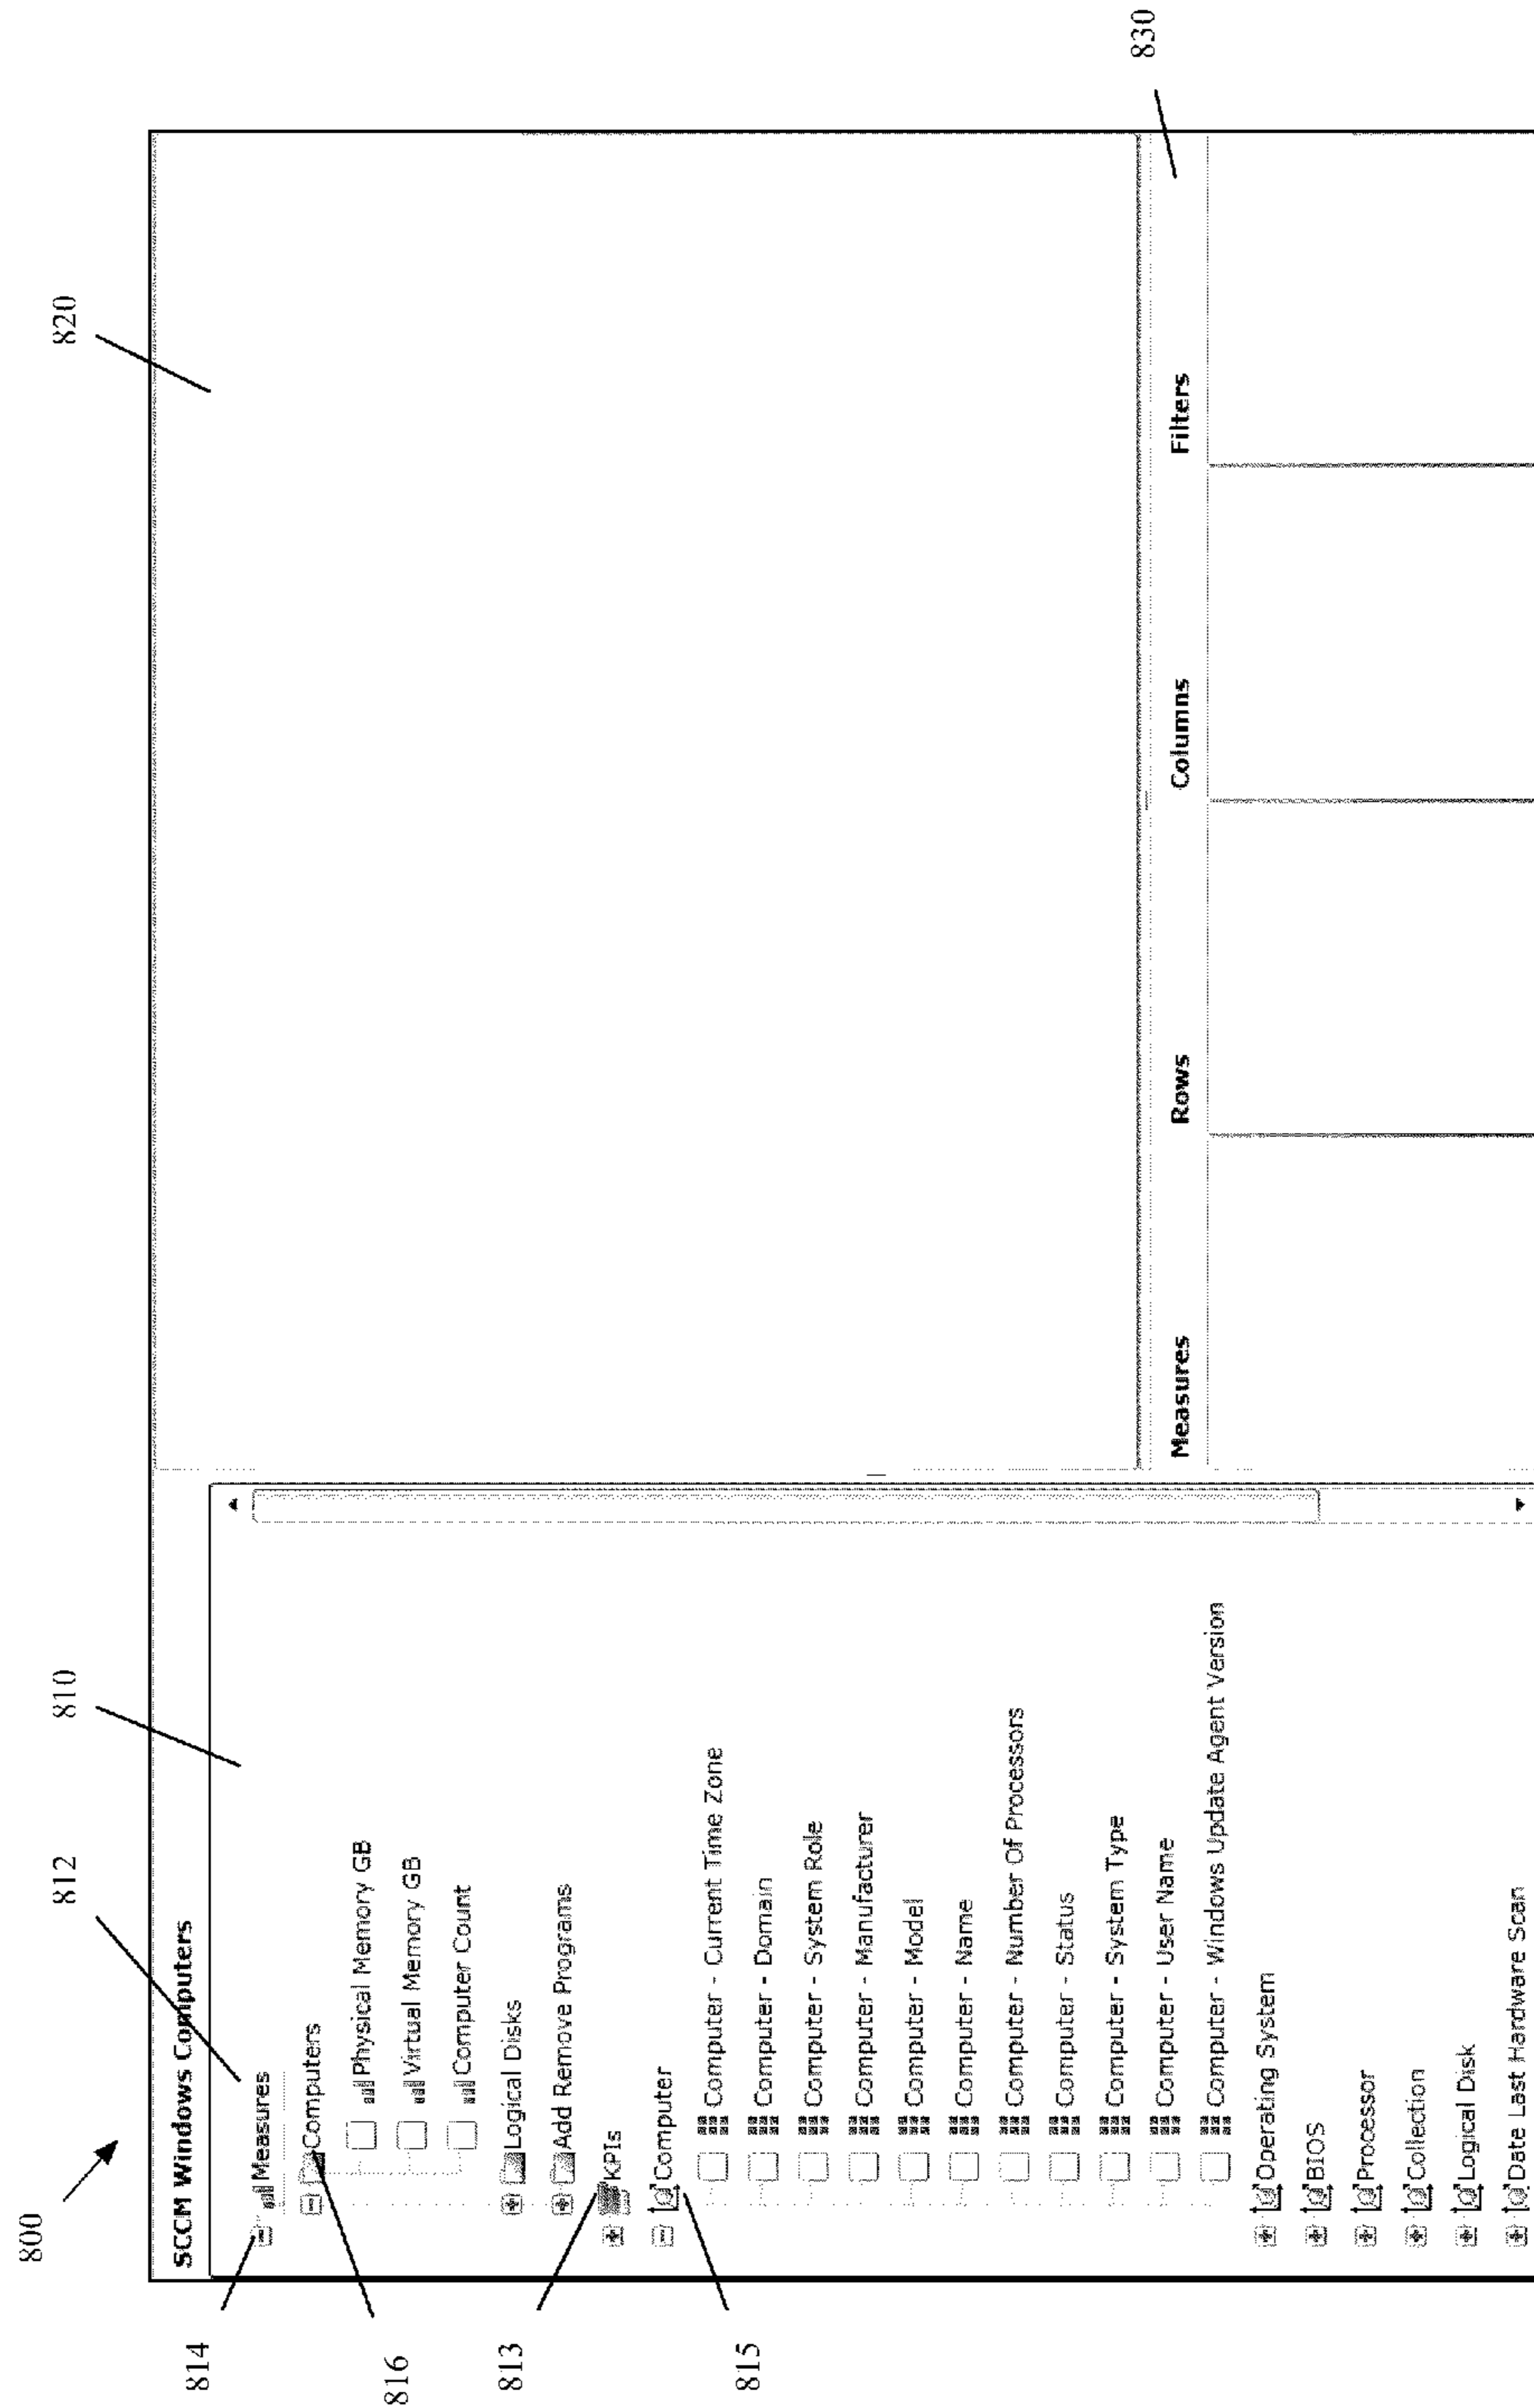 800
812
810
820
830
SCCM Windows Computers
814
Measures
816
Computers
Physical Memory GB
Virtual Memory GB
Computer Count
Logical Disks
Add Remove Programs
813
KPIs
815
Computer
Computer - Current Time Zone
Computer - Domain
Computer - System Role
Computer - Manufacturer
Computer - Model
Computer - Name
Computer - Number Of Processors
Computer - Status
Computer - System Type
Computer - User Name
Computer - Windows Update Agent Version
Operating System
BIOS
Processor
Collection
Logical Disk
Date Last Hardware Scan
Measures
Rows
Columns
Filters